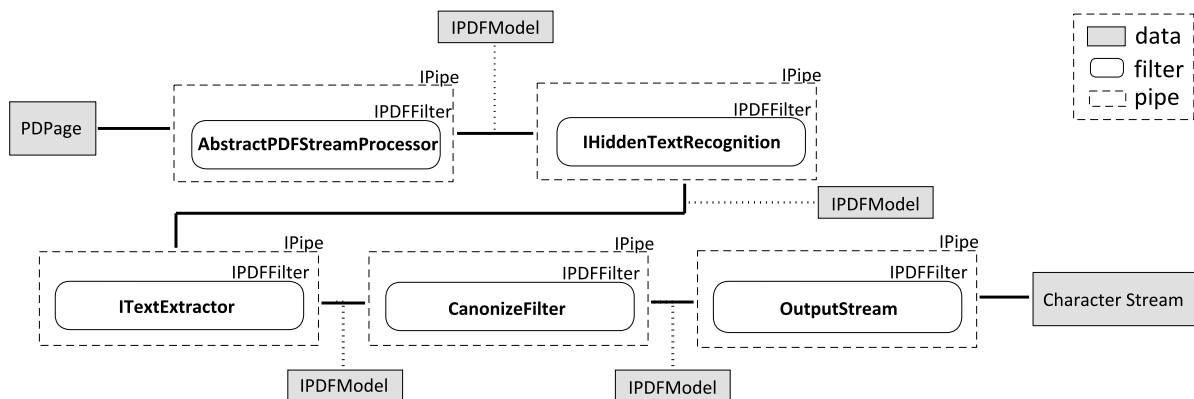 IPDFModel
data
filter
pipe
IPipe
IPDFFilter
PDPage
AbstractPDFStreamProcessor
IPipe
IPDFFilter
IHiddenTextRecognition
IPDFModel
IPipe
IPDFFilter
ITextExtractor
IPipe
IPDFFilter
CanonizeFilter
IPipe
IPDFFilter
OutputStream
Character Stream
IPDFModel
IPDFModel